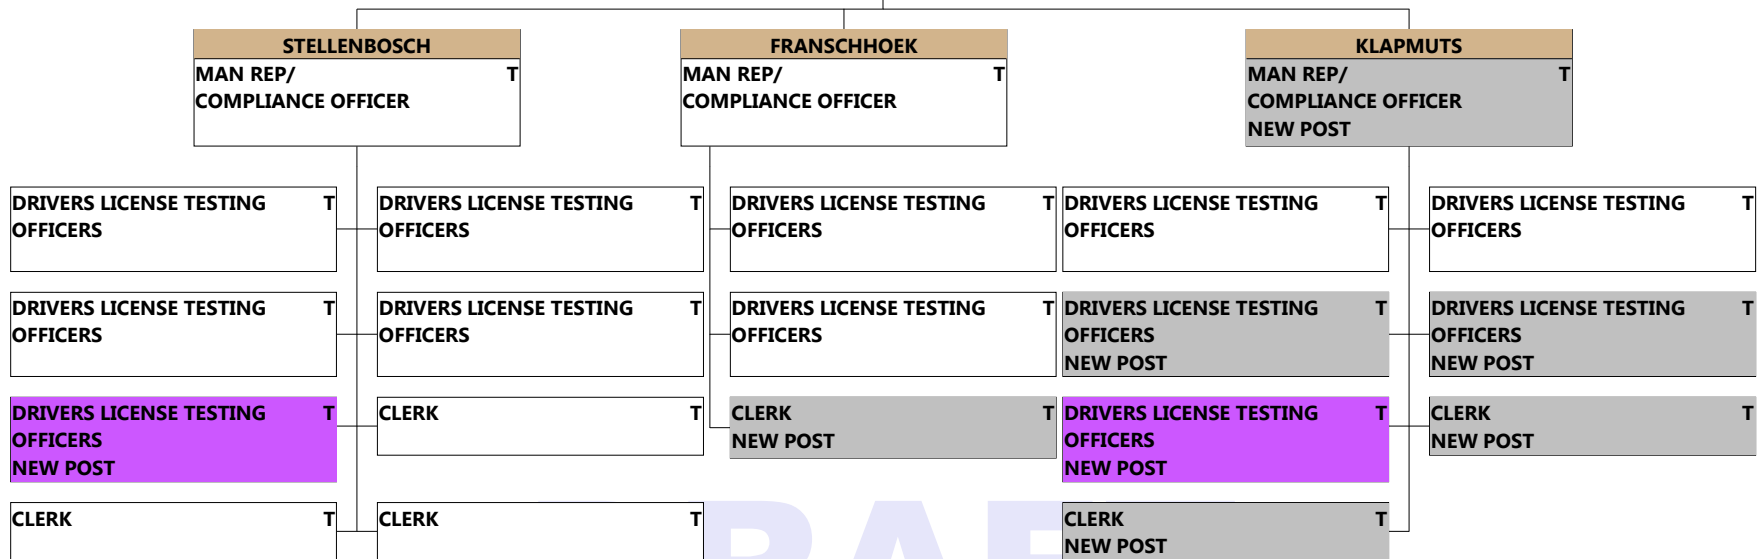 STELLENBOSCH
MAN REP/ T
COMPLIANCE OFFICER
FRANSCHHOEK
MAN REP/ T
COMPLIANCE OFFICER
KLAPMUTS
MAN REP/ T
COMPLIANCE OFFICER
NEW POST
DRIVERS LICENSE TESTING T
OFFICERS
DRIVERS LICENSE TESTING T
OFFICERS
DRIVERS LICENSE TESTING T
OFFICERS
DRIVERS LICENSE TESTING T
OFFICERS
DRIVERS LICENSE TESTING T
OFFICERS
DRIVERS LICENSE TESTING T
OFFICERS
DRIVERS LICENSE TESTING T
OFFICERS
DRIVERS LICENSE TESTING T
OFFICERS
DRIVERS LICENSE TESTING T
OFFICERS
NEW POST
DRIVERS LICENSE TESTING T
OFFICERS
NEW POST
DRIVERS LICENSE TESTING T
OFFICERS
NEW POST
CLERK T
CLERK T
NEW POST
DRIVERS LICENSE TESTING T
OFFICERS
NEW POST
CLERK T
NEW POST
CLERK T
CLERK T
CLERK T
NEW POST